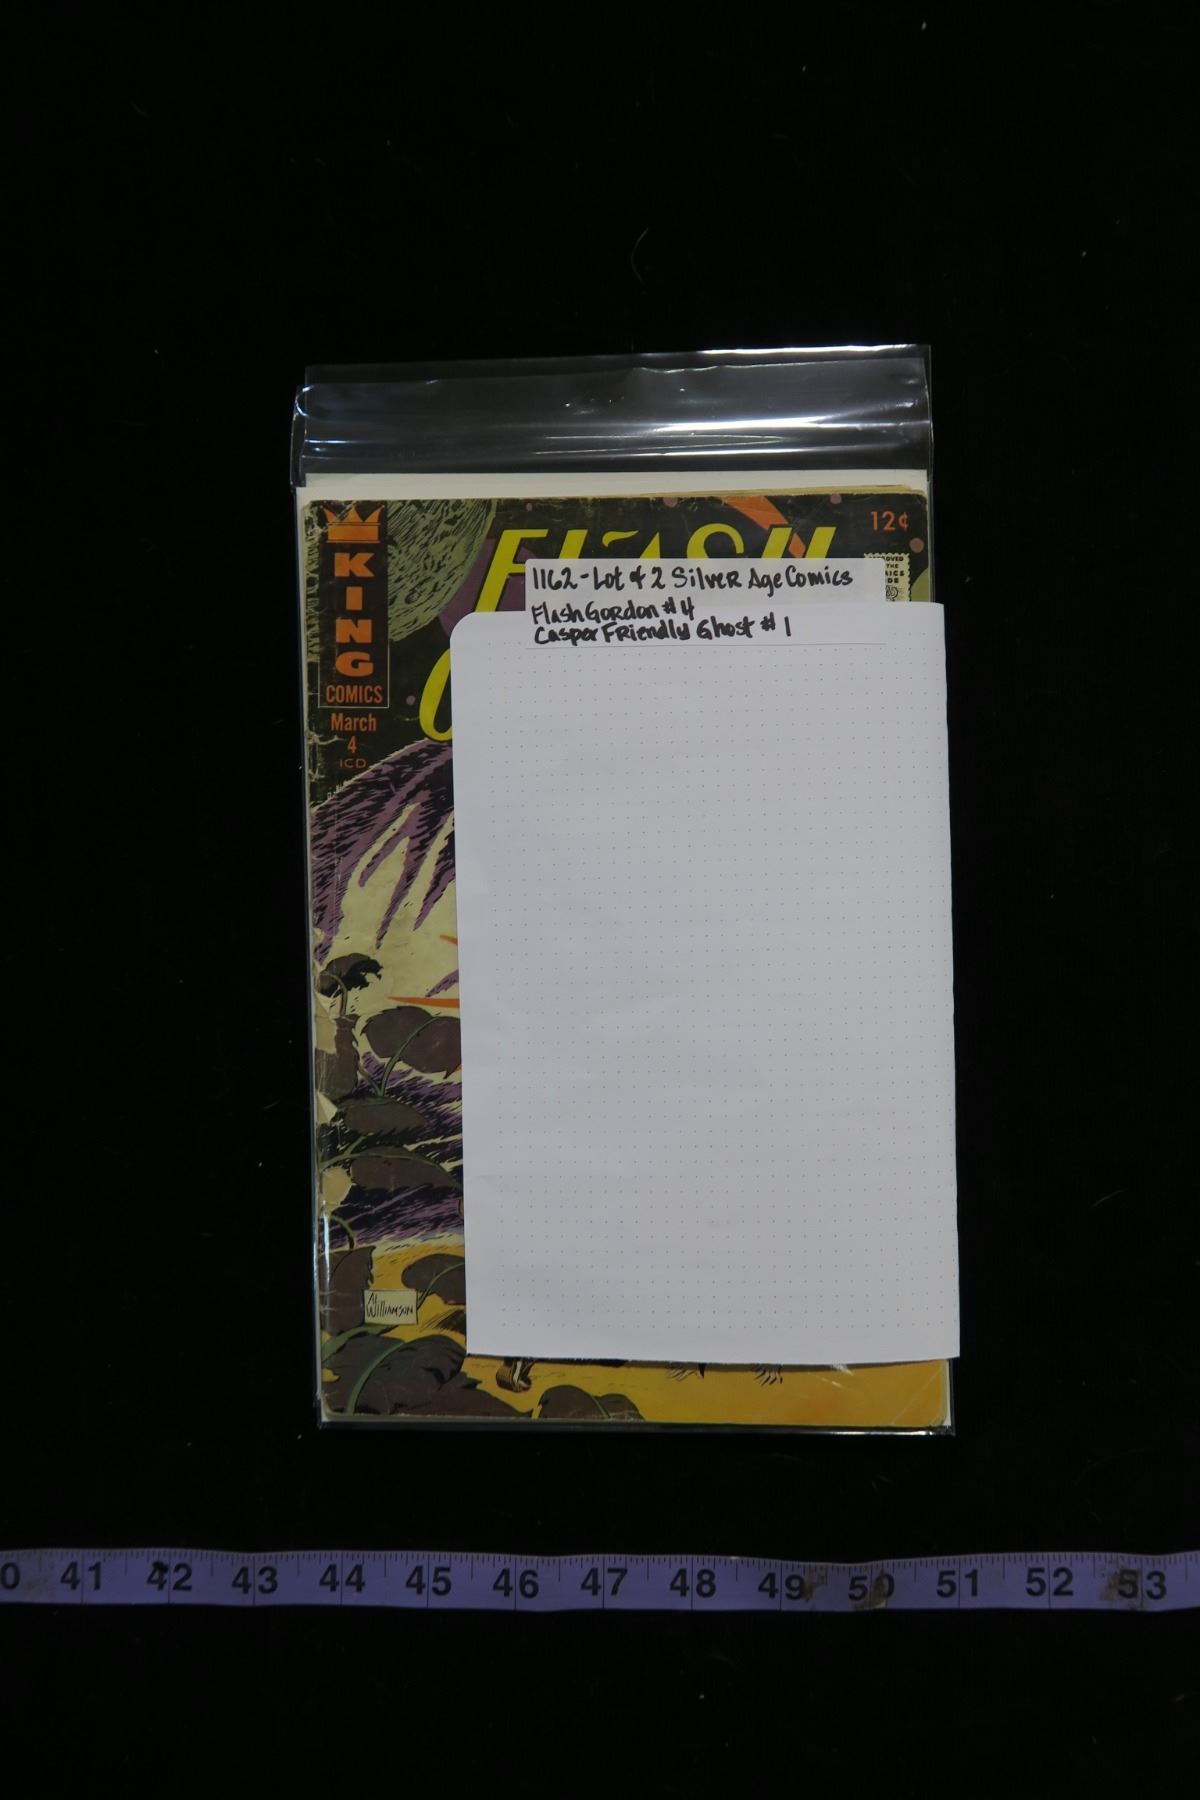 KING
COMICS
March
4
ICD
FLASH
12¢
1162-Lot of 2 Silver Age Comics
Flash Gordon #4
Casper Friendly Ghost #1
Al
Williamson
41 42 43 44 45 46 47 48 49 50 51 52 53